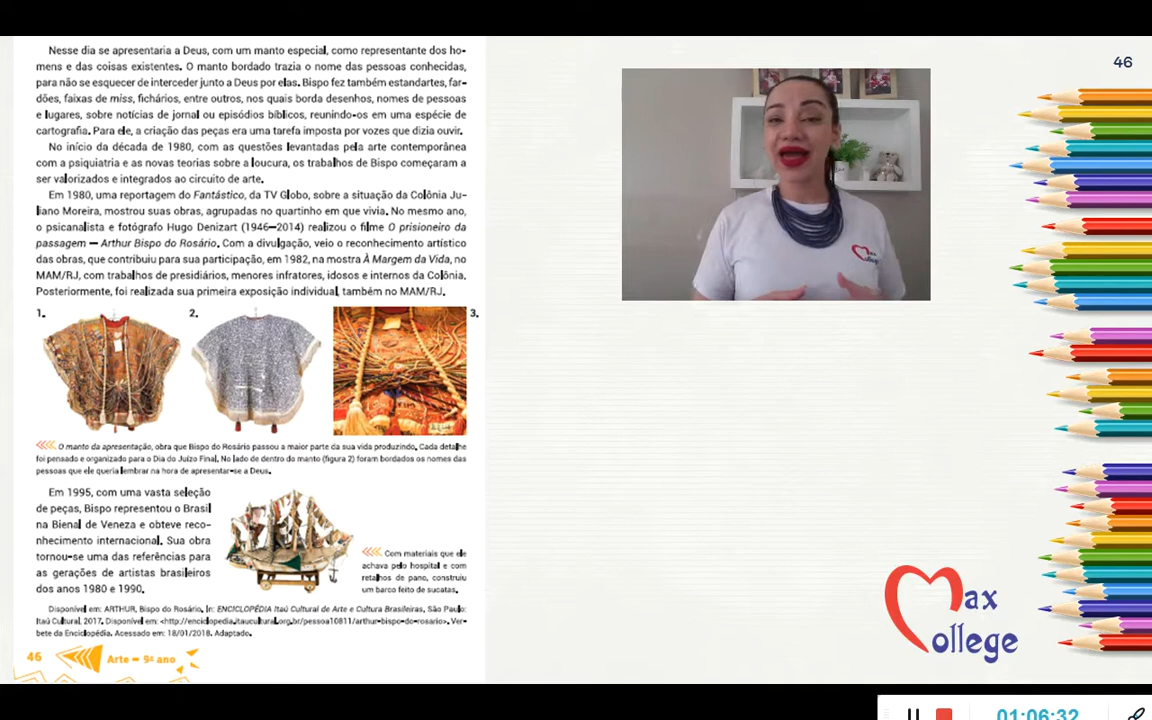 Nesse dia se apresentaria a Deus, com um manto especial, como representante dos ho-
mens e das coisas existentes. O manto bordado trazia o nome das pessoas conhecidas,
para não se esquecer de interceder junto a Deus por elas. Bispo fez também estandartes, far-
dões, faixas de miss, fichários, entre outros, nos quais borda desenhos, nomes de pessoas
e lugares, sobre notícias de jornal ou episódios bíblicos, reunindo-os em uma espécie de
cartografia. Para ele, a criação das peças era uma tarefa imposta por vozes que dizia ouvir.
No início da década de 1980, com as questões levantadas pela arte contemporânea
com a psiquiatria e as novas teorias sobre a loucura, os trabalhos de Bispo começaram a
ser valorizados e integrados ao circuito de arte.
Em 1980, uma reportagem do Fantástico, da TV Globo, sobre a situação da Colônia Ju-
liano Moreira, mostrou suas obras, agrupadas no quartinho em que vivia. No mesmo ano,
o psicanalista e fotógrafo Hugo Denizart (1946—2014) realizou o filme O prisioneiro da
passagem — Arthur Bispo do Rosário. Com a divulgação, veio o reconhecimento artístico
das obras, que contribuiu para sua participação, em 1982, na mostra À Margem da Vida, no
MAM/RJ, com trabalhos de presidiários, menores infratores, idosos e internos da Colônia.
Posteriormente, foi realizada sua primeira exposição individual, também no MAM/RJ.
1. 2. 3.
O manto da apresentação, obra que Bispo do Rosário passou a maior parte da sua vida produzindo. Cada detalhe
foi pensado e organizado para o Dia do Juízo Final. No lado de dentro do manto (figura 2) foram bordados os nomes das
pessoas que ele queria lembrar na hora de apresentar-se a Deus.
Em 1995, com uma vasta seleção
de peças, Bispo representou o Brasil
na Bienal de Veneza e obteve reco-
nhecimento internacional. Sua obra
tornou-se uma das referências para
as gerações de artistas brasileiros
dos anos 1980 e 1990.
Com materiais que ele
achava pelo hospital e com
retalhos de pano, construiu
um barco feito de sucatas.
Disponível em: ARTHUR, Bispo do Rosário. In: ENCICLOPÉDIA Itaú Cultural de Arte e Cultura Brasileiras. São Paulo:
Itaú Cultural, 2017. Disponível em: <http://enciclopedia.itaucultural.org.br/pessoa10811/arthur-bispo-do-rosario>. Ver-
bete da Enciclopédia. Acessado em: 18/01/2018. Adaptado.
46 Arte – 9º ano
46
Max
College
Max
College
01:06:32